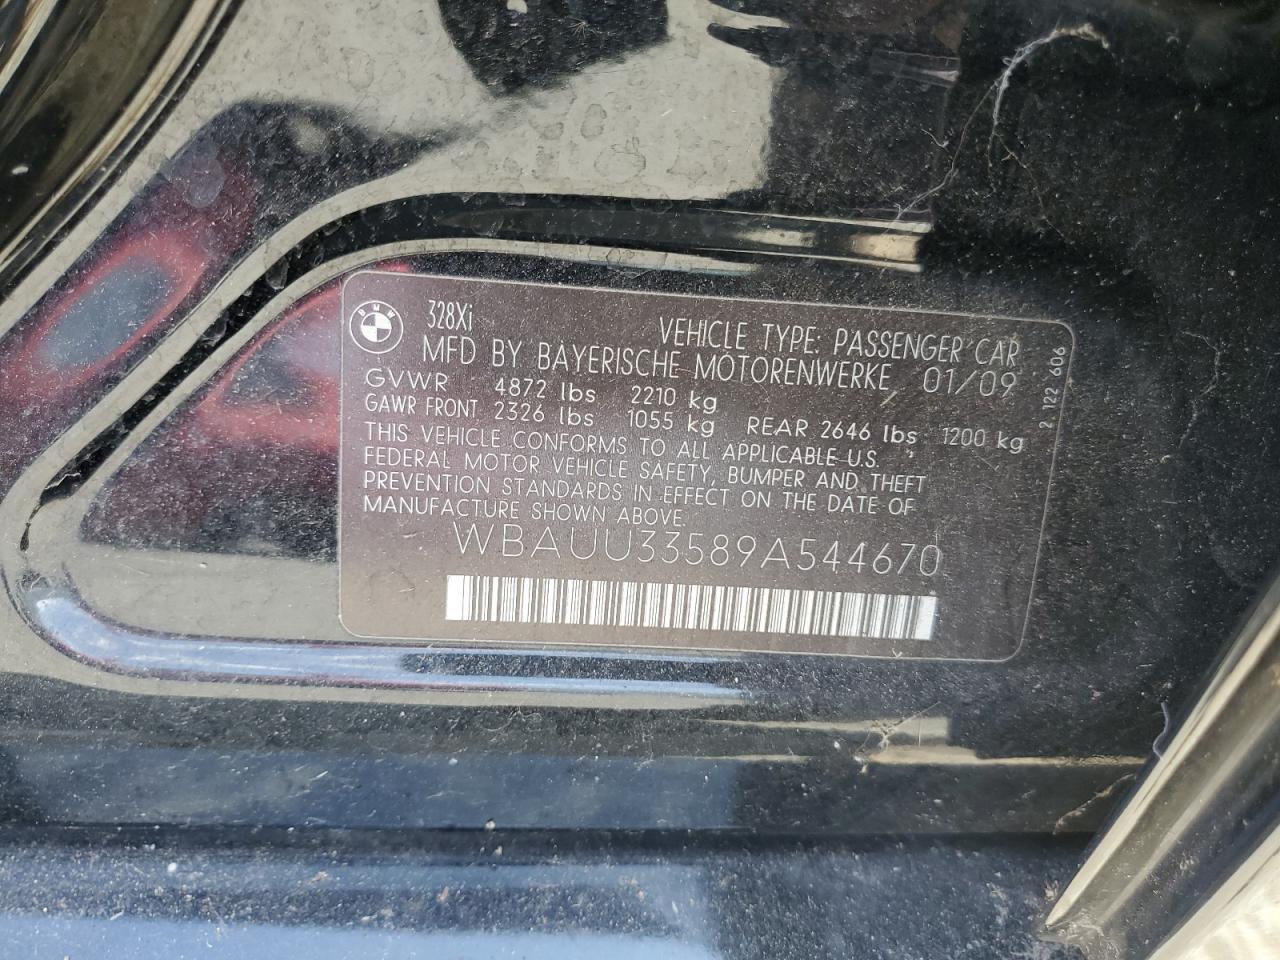 BMW
328Xi
VEHICLE TYPE: PASSENGER CAR
MFD BY BAYERISCHE MOTORENWERKE 01/09
GVWR 4872 lbs 2210 kg
GAWR FRONT 2326 lbs 1055 kg REAR 2646 lbs 1200 kg
THIS VEHICLE CONFORMS TO ALL APPLICABLE U.S.
FEDERAL MOTOR VEHICLE SAFETY, BUMPER AND THEFT
PREVENTION STANDARDS IN EFFECT ON THE DATE OF
MANUFACTURE SHOWN ABOVE.
WBAUU33589A544670
2 122 606